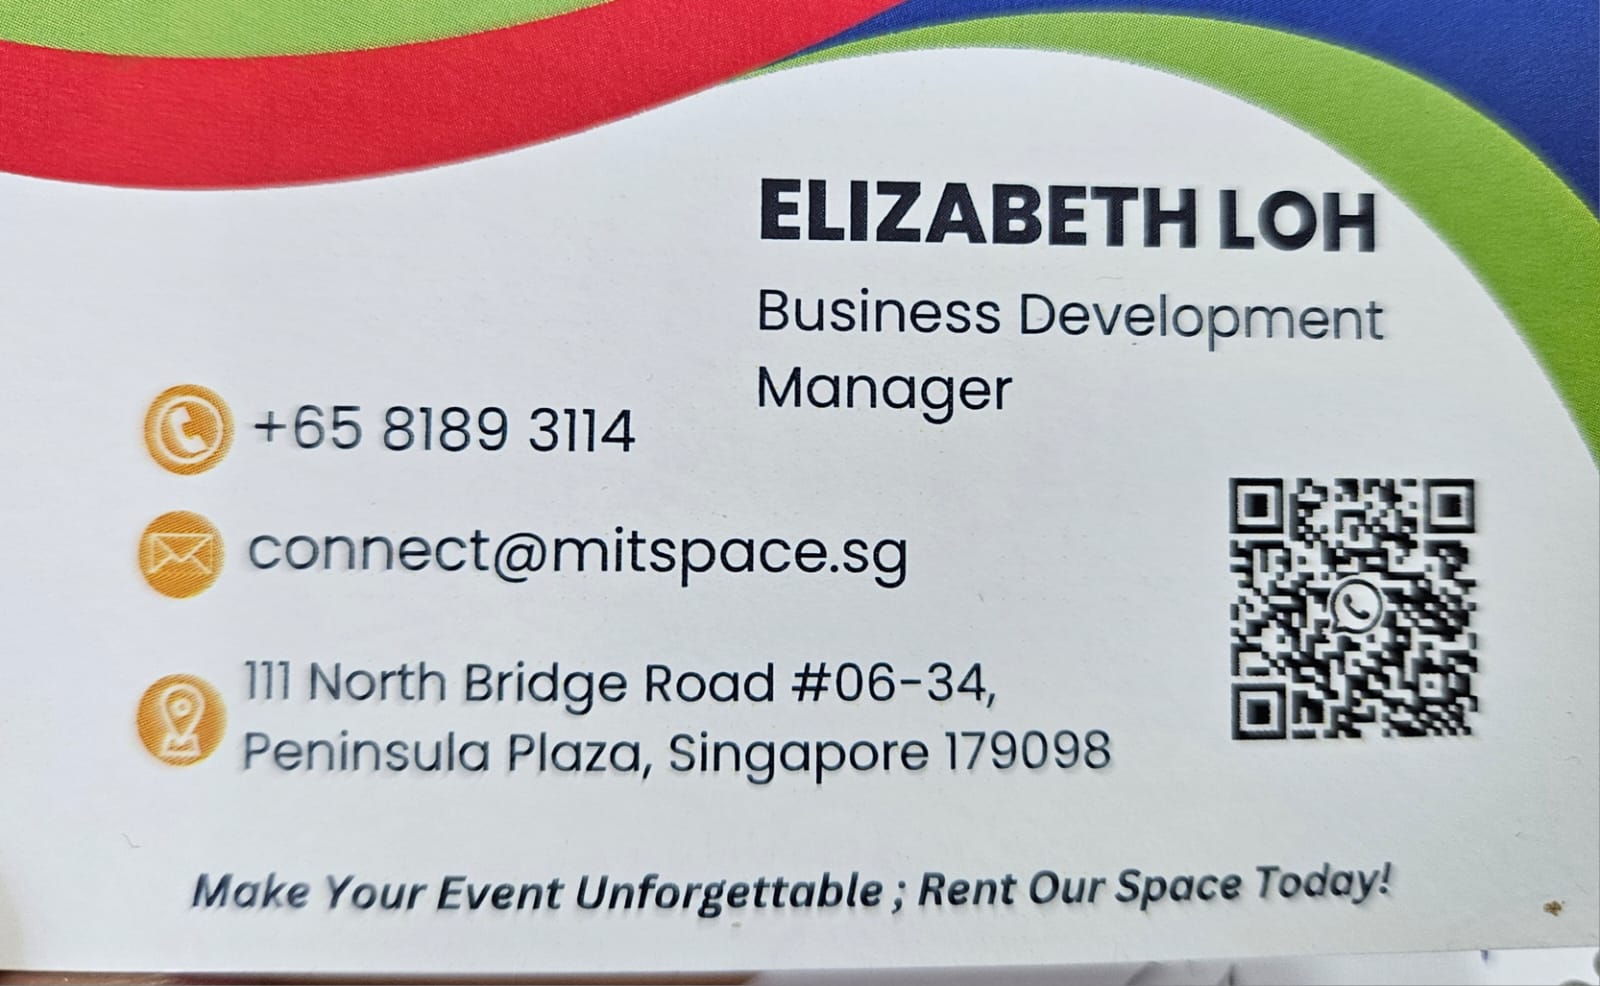 ELIZABETH LOH
Business Development
Manager
+65 8189 3114
connect@mitspace.sg
111 North Bridge Road #06-34,
Peninsula Plaza, Singapore 179098
Make Your Event Unforgettable ; Rent Our Space Today!